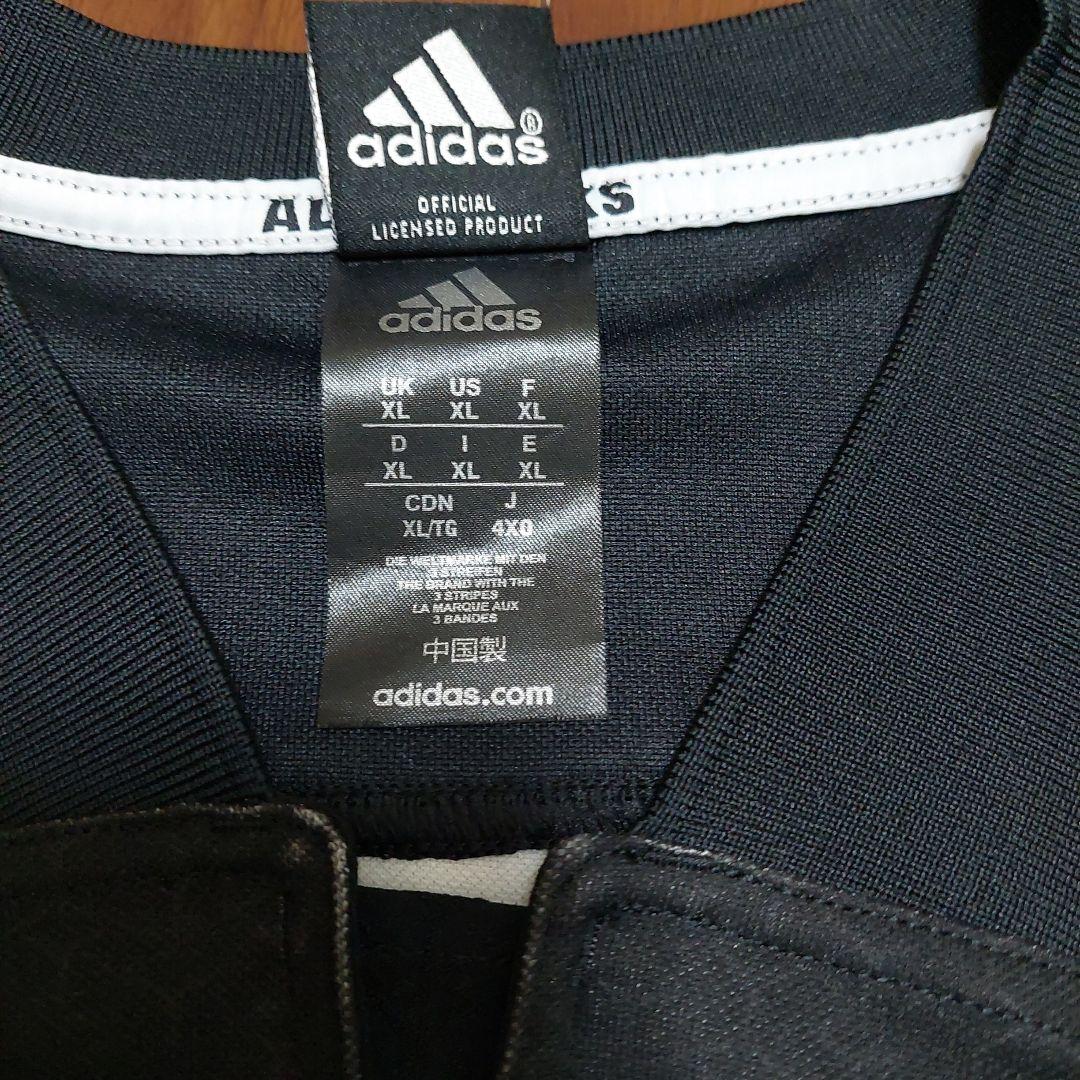 adidas®
OFFICIAL
LICENSED PRODUCT
AL KS
adidas
UK US F
XL XL XL
D I E
XL XL XL
CDN J
XL/TG 4XO
DIE WELTMARKE MIT DEN
THE BRAND WITH THE
3 STRIPES
LA MARQUE AUX
3 BANDES
中国製
adidas.com